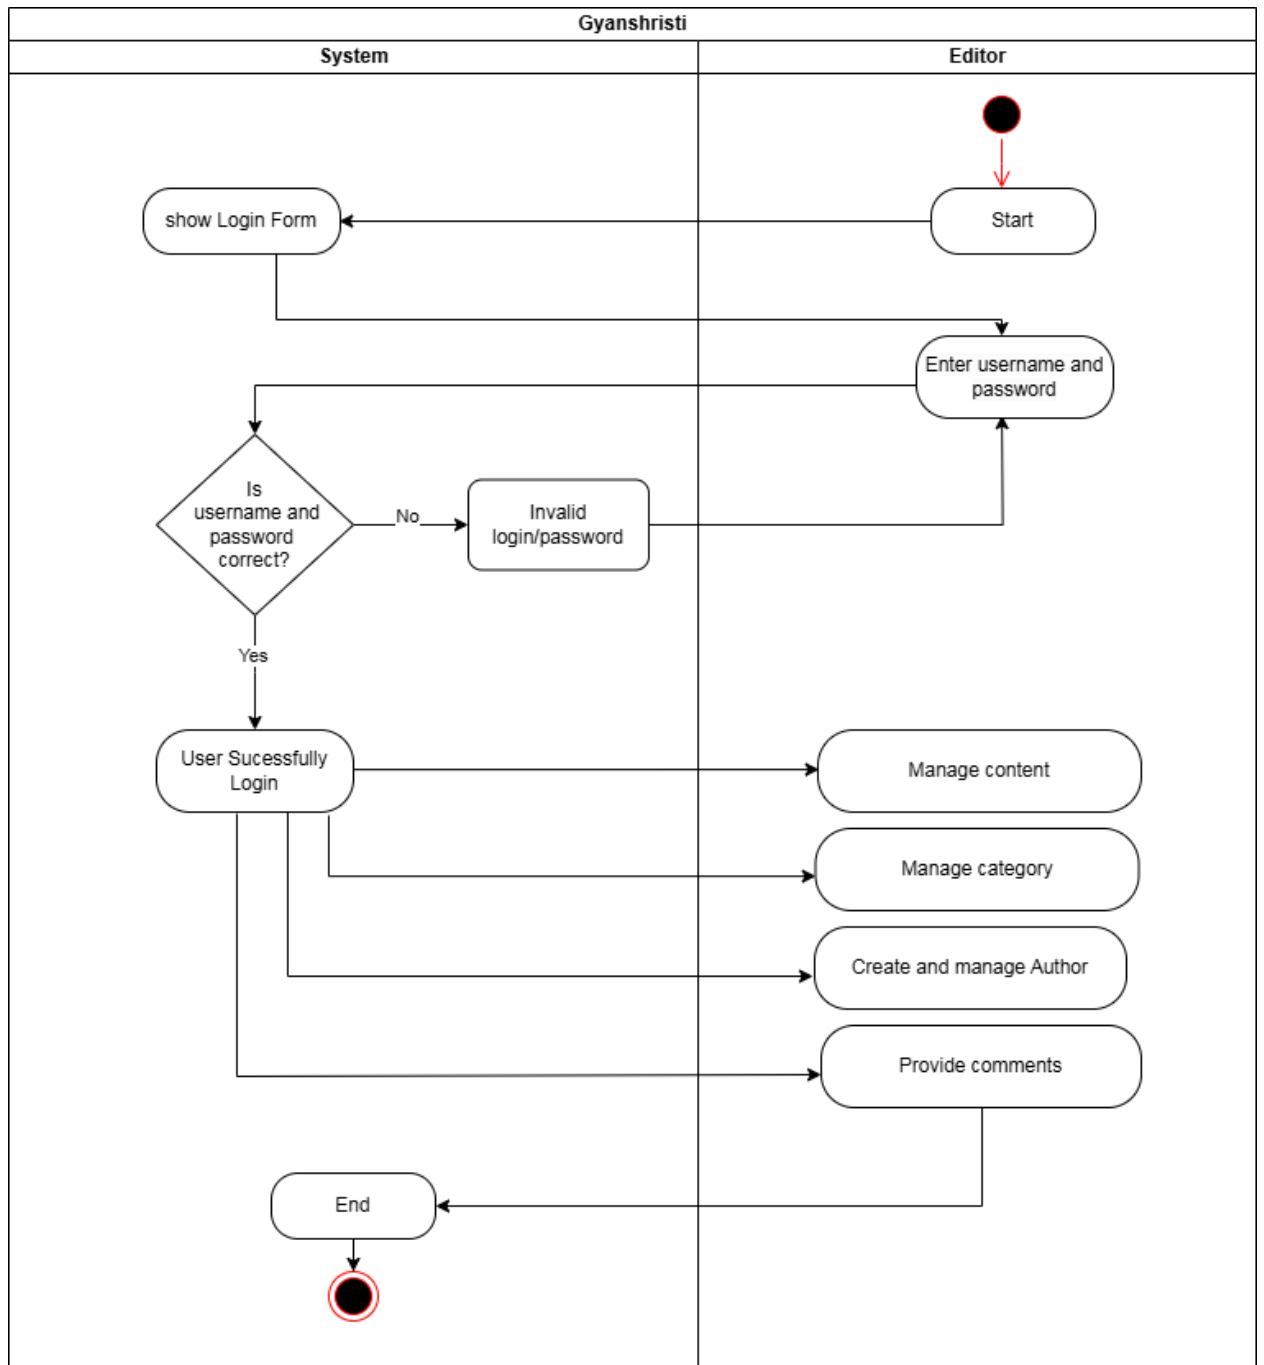 Gyanshristi
System
Editor
show Login Form
Start
Enter username and
password
Is
username and
password
correct?
No
Invalid
login/password
Yes
User Sucessfully
Login
Manage content
Manage category
Create and manage Author
Provide comments
End